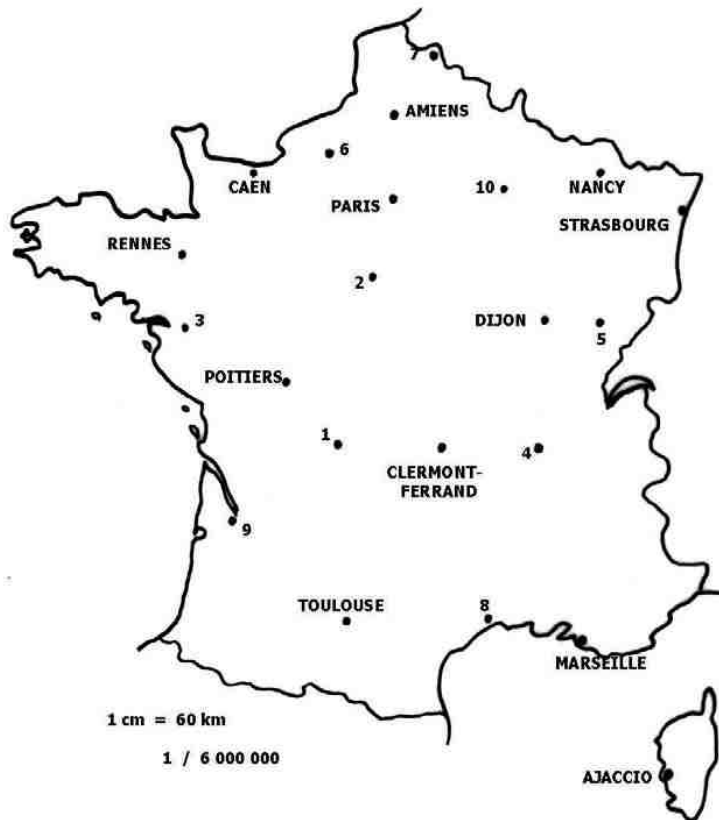 7
AMIENS
6
CAEN
10
NANCY
PARIS
STRASBOURG
RENNES
2
3
DIJON
5
POITIERS
1
4
CLERMONT-
FERRAND
9
TOULOUSE
8
MARSEILLE
1 cm = 60 km
1 / 6 000 000
AJACCIO